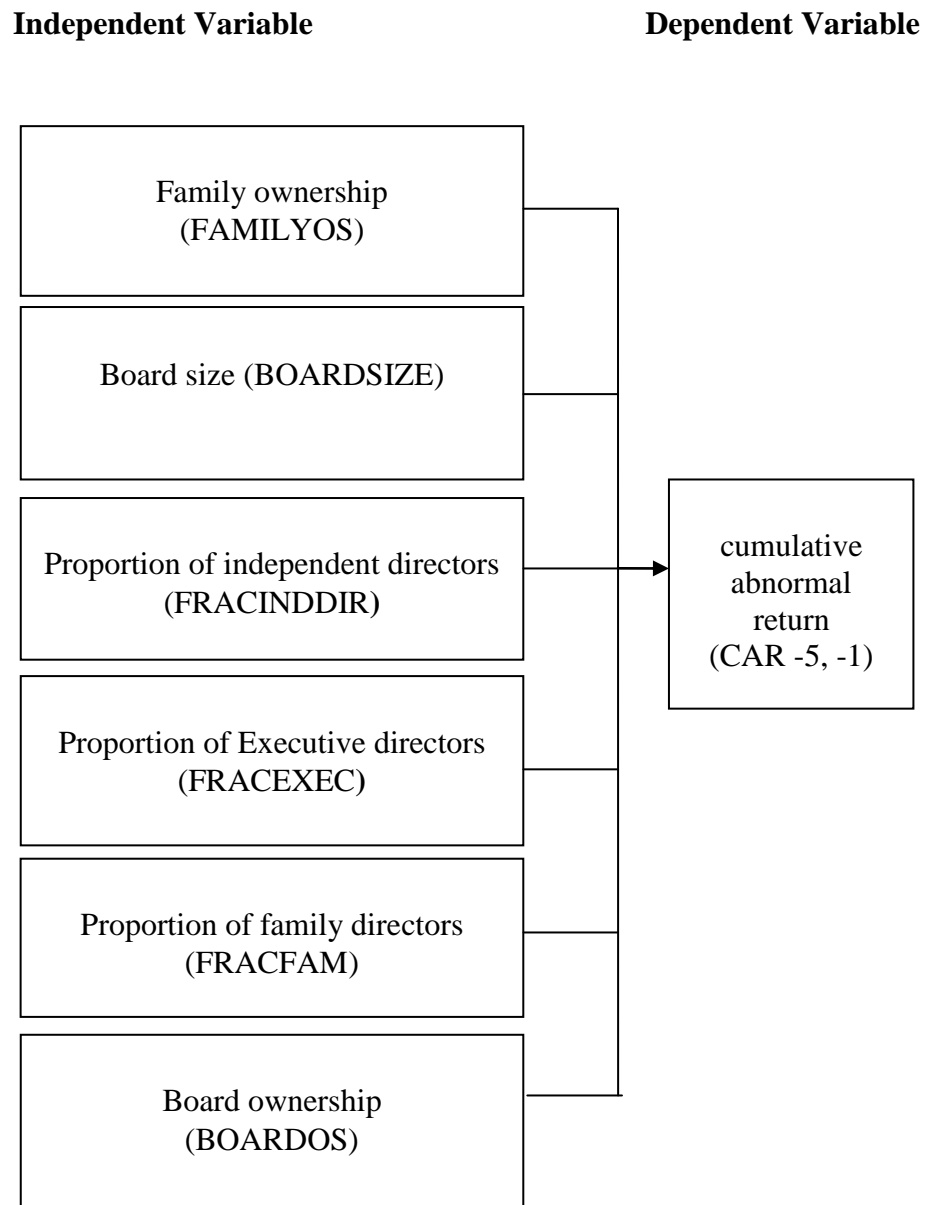 Independent Variable
Dependent Variable
Family ownership
(FAMILYOS)
Board size (BOARDSIZE)
Proportion of independent directors
(FRACINDDIR)
Proportion of Executive directors
(FRACEXEC)
Proportion of family directors
(FRACFAM)
Board ownership
(BOARDOS)
cumulative
abnormal
return
(CAR -5, -1)